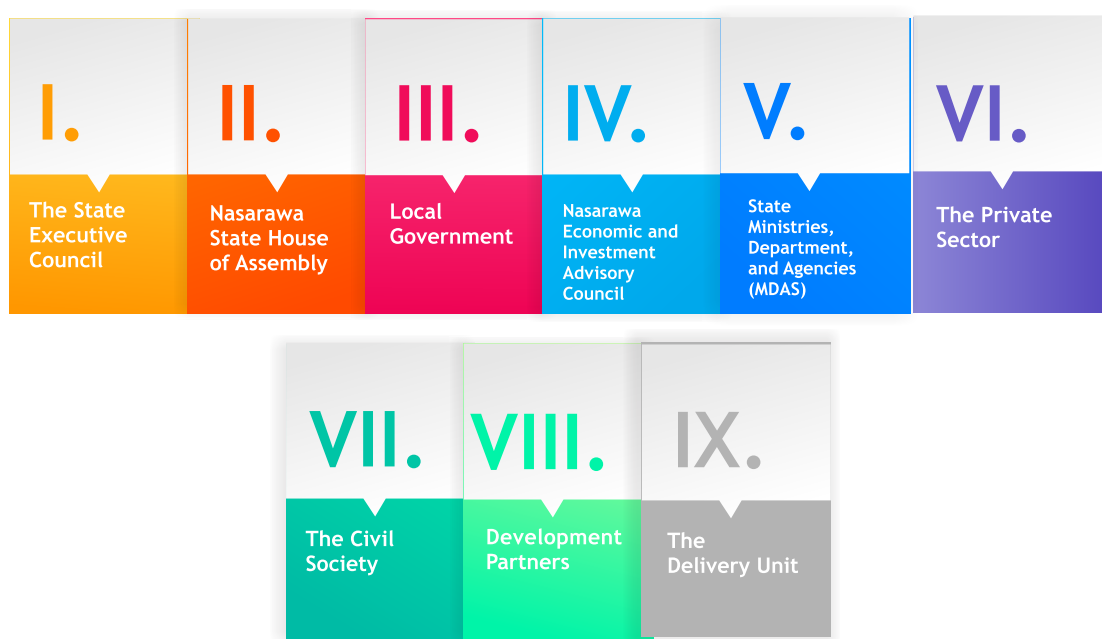 I.
The State
Executive
Council
II.
Nasarawa
State House
of Assembly
III.
Local
Government
IV.
Nasarawa
Economic and
Investment
Advisory
Council
V.
State
Ministries,
Department,
and Agencies
(MDAS)
VI.
The Private
Sector
VII.
The Civil
Society
VIII.
Development
Partners
IX.
The
Delivery Unit